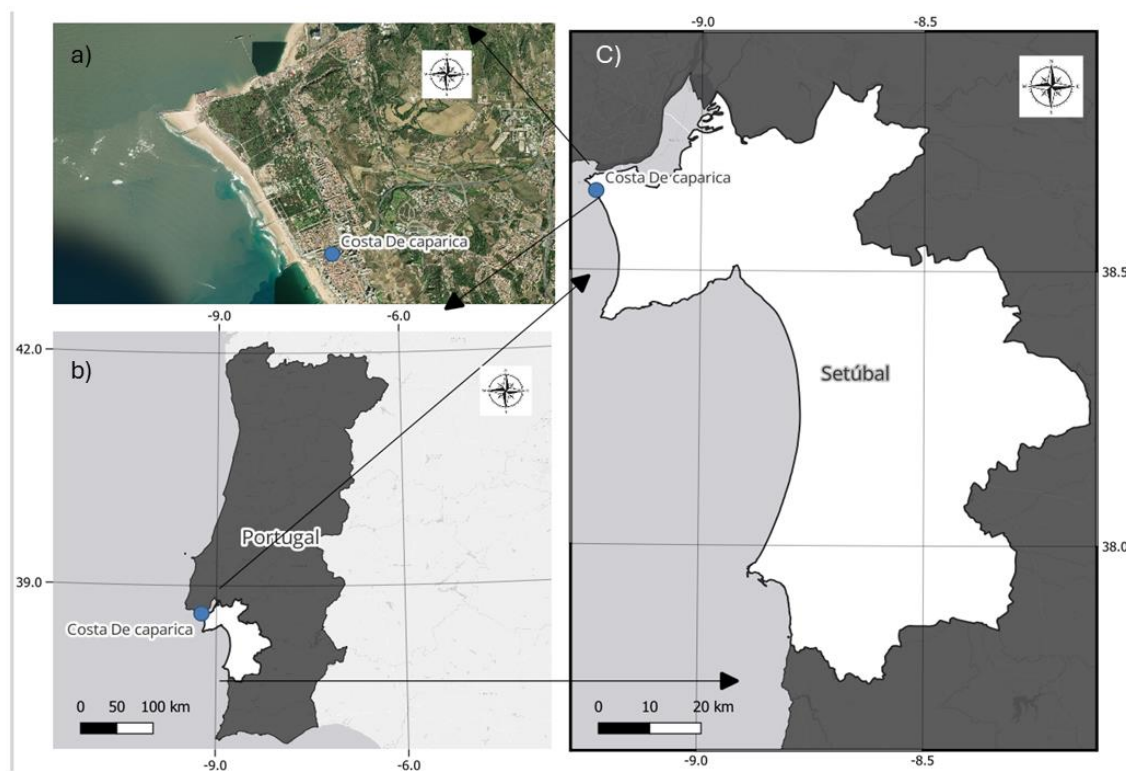 a)
Costa De caparica
-9.0 -6.0
42.0
b)
Portugal
39.0
Costa De caparica
0 50 100 km
-9.0 -6.0
-9.0 -8.5
C)
Costa De caparica
38.5
Setúbal
38.0
0 10 20 km
-9.0 -8.5